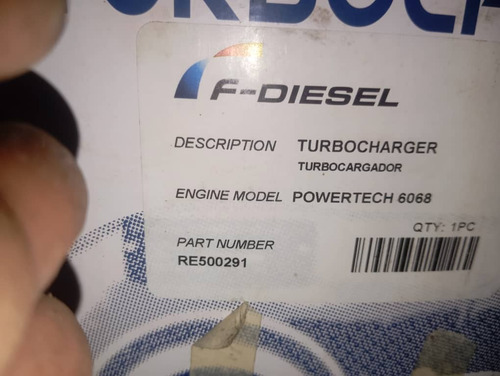 F-DIESEL
DESCRIPTION TURBOCHARGER
TURBOCARGADOR
ENGINE MODEL POWERTECH 6068
QTY: 1PC
PART NUMBER
RE500291